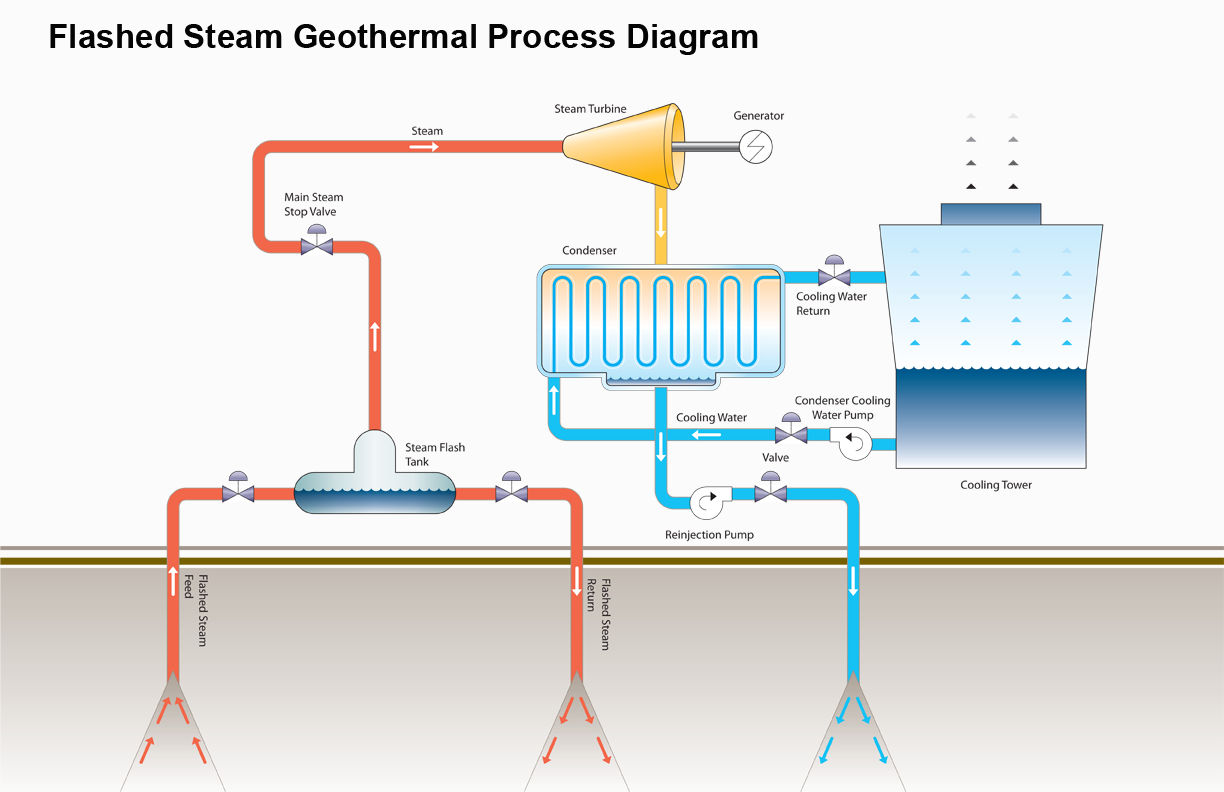 Flashed Steam Geothermal Process Diagram
Steam Turbine
Generator
Steam
Main Steam
Stop Valve
Condenser
Cooling Water
Return
Condenser Cooling
Water Pump
Cooling Water
Steam Flash
Tank
Valve
Cooling Tower
Reinjection Pump
Flashed Steam
Feed
Flashed Steam
Return